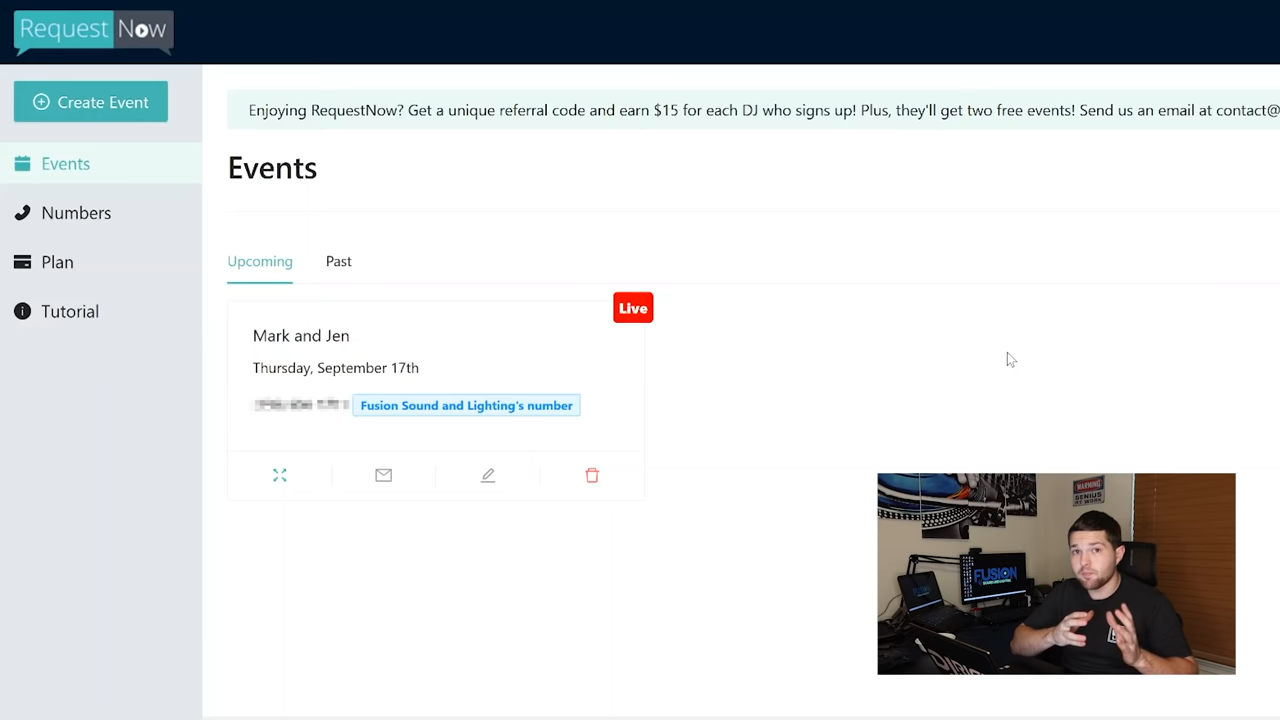 RequestNow
Create Event
Enjoying RequestNow? Get a unique referral code and earn $15 for each DJ who signs up! Plus, they'll get two free events! Send us an email at contact@
Events
Events
Numbers
Plan
Tutorial
Upcoming
Past
Live
Mark and Jen
Thursday, September 17th
Fusion Sound and Lighting's number
WARNING
GENIUS
AT WORK
FUSION